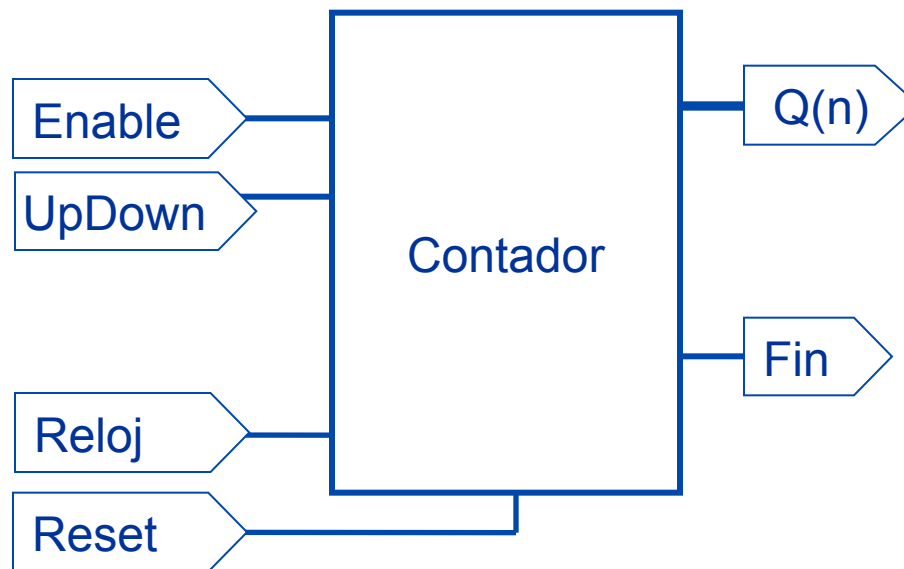 Enable
UpDown
Reloj
Reset
Contador
Q(n)
Fin